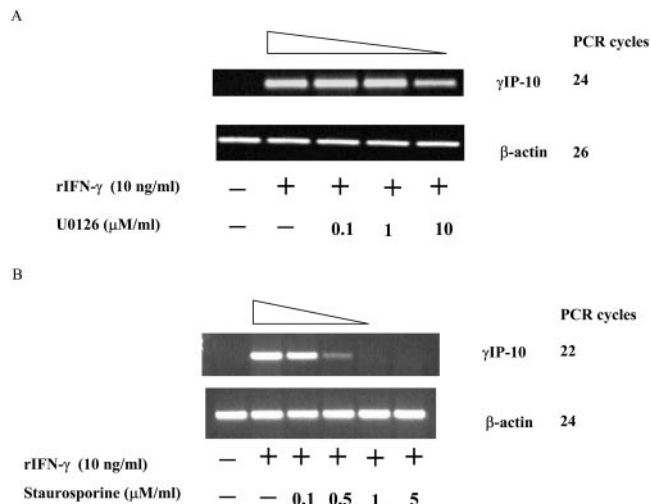 A
PCR cycles
γIP-10 24
β-actin 26
rIFN-γ (10 ng/ml) – + + + +
U0126 (μM/ml) – – 0.1 1 10
B
PCR cycles
γIP-10 22
β-actin 24
rIFN-γ (10 ng/ml) – + + + + +
Staurosporine (μM/ml) – – 0.1 0.5 1 5